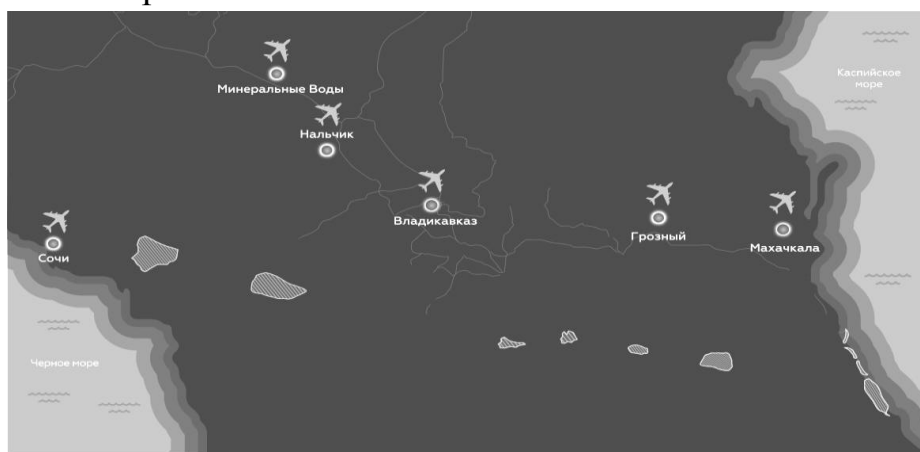 Минеральные Воды
Каспийское
море
Нальчик
Владикавказ
Грозный
Махачкала
Сочи
Черное море